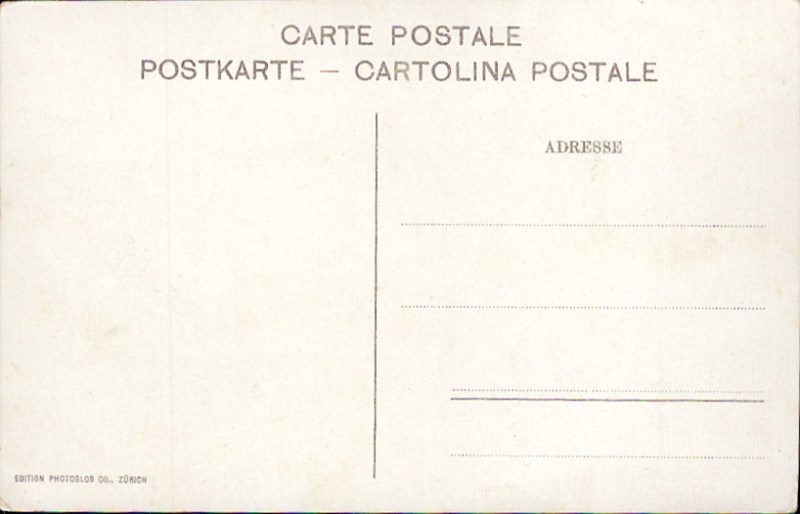 CARTE POSTALE
POSTKARTE — CARTOLINA POSTALE
ADRESSE
EDITION PHOTOGLOB CO., ZÜRICH